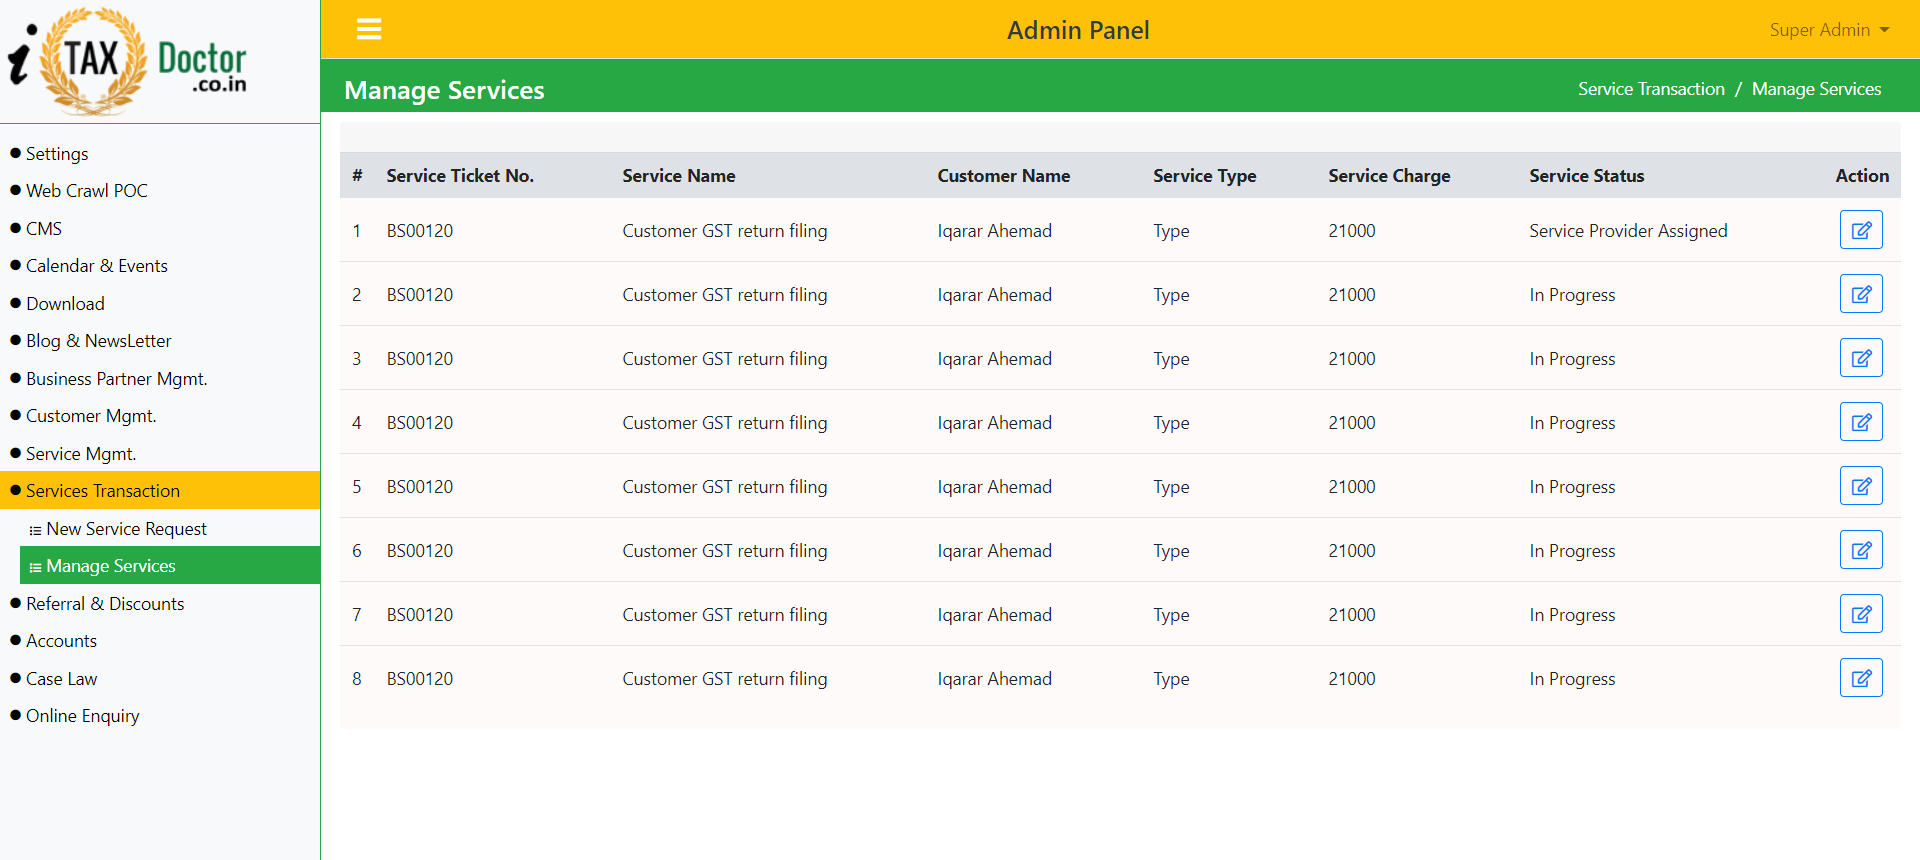 i TAX Doctor
.co.in
Admin Panel
Super Admin
Manage Services
Service Transaction / Manage Services
Settings
Web Crawl POC
CMS
Calendar & Events
Download
Blog & NewsLetter
Business Partner Mgmt.
Customer Mgmt.
Service Mgmt.
Services Transaction
New Service Request
Manage Services
Referral & Discounts
Accounts
Case Law
Online Enquiry
# Service Ticket No. Service Name Customer Name Service Type Service Charge Service Status Action
1 BS00120 Customer GST return filing Iqarar Ahemad Type 21000 Service Provider Assigned
2 BS00120 Customer GST return filing Iqarar Ahemad Type 21000 In Progress
3 BS00120 Customer GST return filing Iqarar Ahemad Type 21000 In Progress
4 BS00120 Customer GST return filing Iqarar Ahemad Type 21000 In Progress
5 BS00120 Customer GST return filing Iqarar Ahemad Type 21000 In Progress
6 BS00120 Customer GST return filing Iqarar Ahemad Type 21000 In Progress
7 BS00120 Customer GST return filing Iqarar Ahemad Type 21000 In Progress
8 BS00120 Customer GST return filing Iqarar Ahemad Type 21000 In Progress